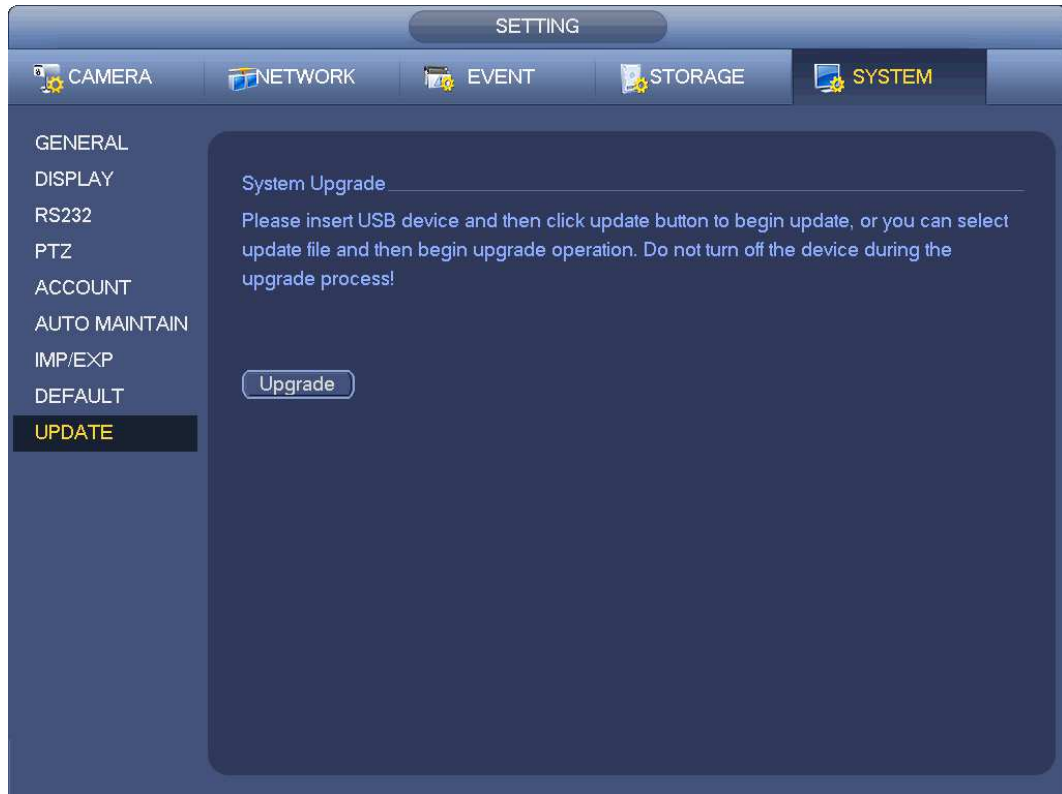 SETTING
CAMERA NETWORK EVENT STORAGE SYSTEM
GENERAL
DISPLAY
RS232
PTZ
ACCOUNT
AUTO MAINTAIN
IMP/EXP
DEFAULT
UPDATE
System Upgrade
Please insert USB device and then click update button to begin update, or you can select
update file and then begin upgrade operation. Do not turn off the device during the
upgrade process!
Upgrade